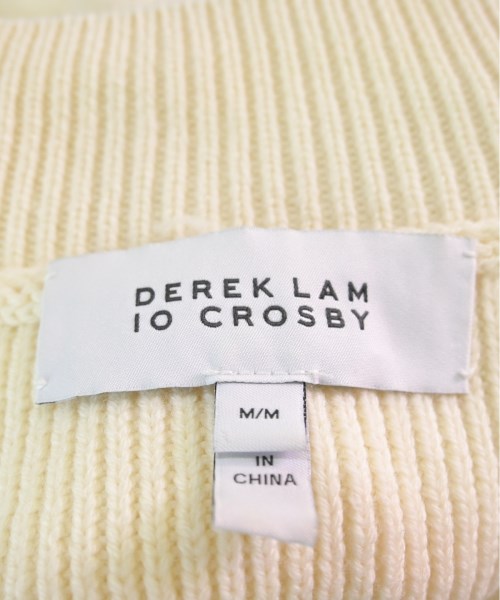 DEREK LAM
10 CROSBY
M/M
IN
CHINA